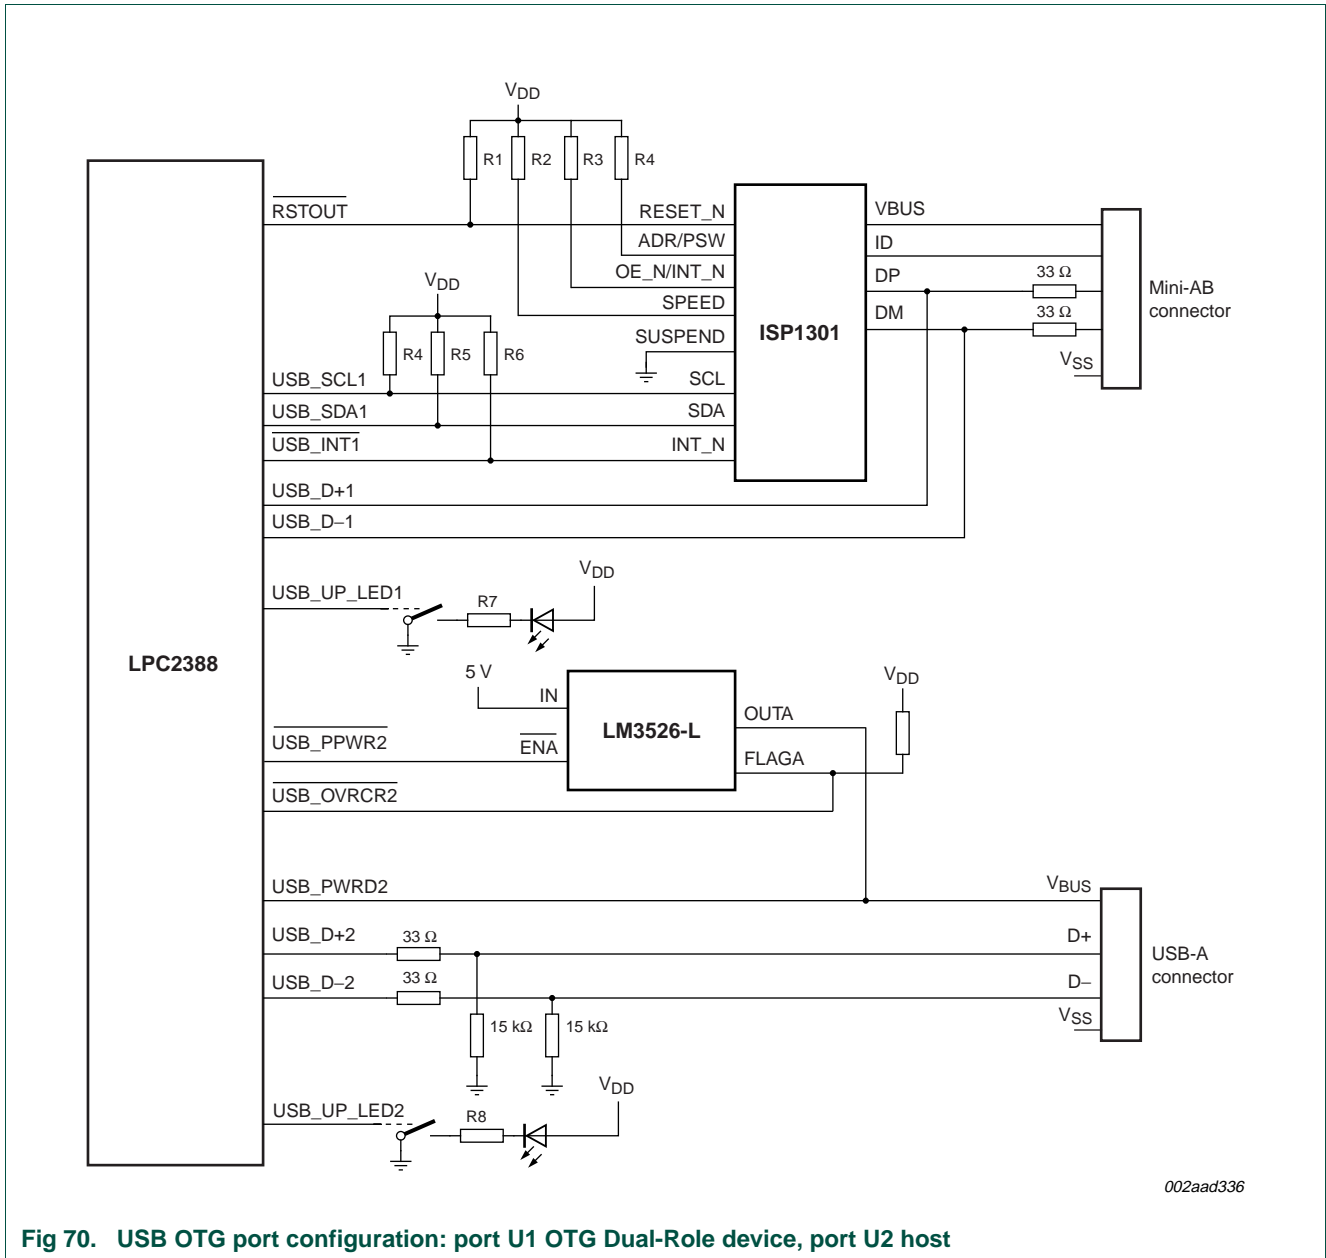 VDD
R1 R2 R3 R4
RSTOUT
RESET_N
VBUS
ADR/PSW
ID
OE_N/INT_N
DP
33 Ω
VDD
SPEED
DM
33 Ω
Mini-AB
connector
SUSPEND
ISP1301
R4 R5 R6
VSS
USB_SCL1
SCL
USB_SDA1
SDA
USB_INT1
INT_N
USB_D+1
USB_D−1
VDD
USB_UP_LED1
R7
LPC2388
5 V
IN
VDD
LM3526-L
OUTA
USB_PPWR2
ENA
FLAGA
USB_OVRCR2
USB_PWRD2
VBUS
USB_D+2
33 Ω
D+
USB-A
connector
USB_D−2
33 Ω
D−
VSS
15 kΩ 15 kΩ
VDD
USB_UP_LED2
R8
002aad336
Fig 70. USB OTG port configuration: port U1 OTG Dual-Role device, port U2 host